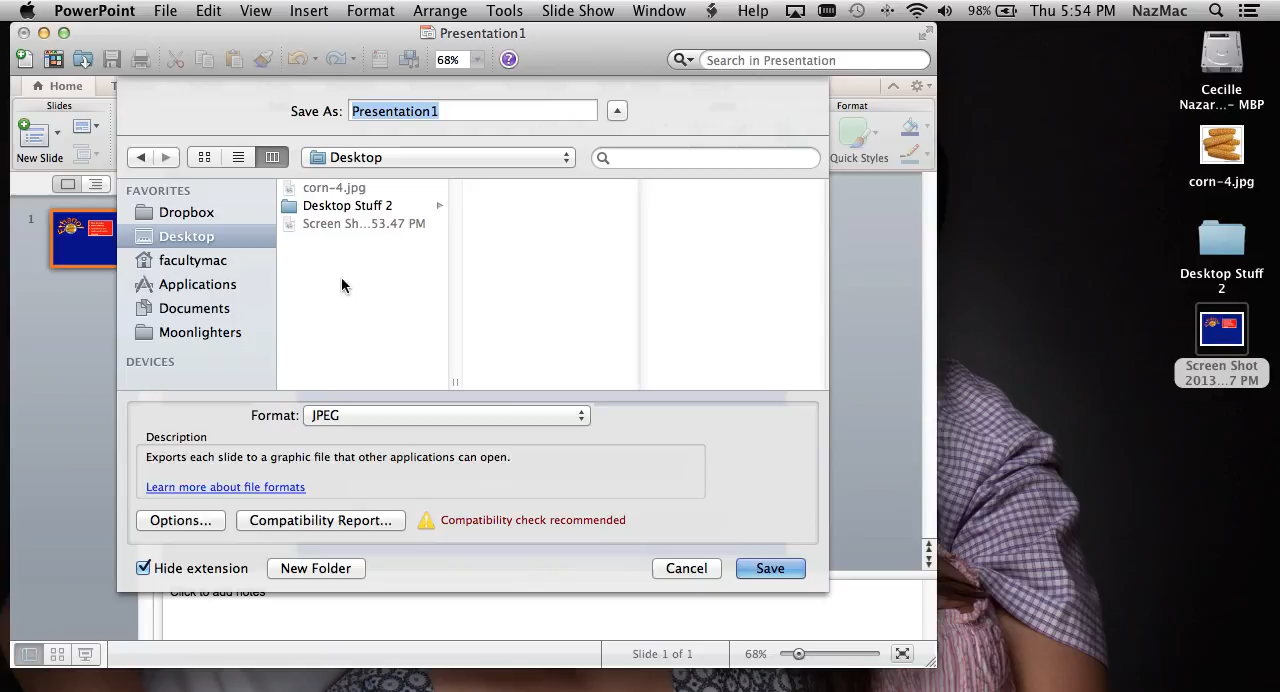 PowerPoint File Edit View Insert Format Arrange Tools Slide Show Window Help 98% Thu 5:54 PM NazMac
Presentation1
68% Search in Presentation
Home
Slides
New Slide
Format
Quick Styles
1
Save As: Presentation1
Desktop
FAVORITES
Dropbox
Desktop
facultymac
Applications
Documents
Moonlighters
DEVICES
corn-4.jpg
Desktop Stuff 2
Screen Sh...53.47 PM
Format: JPEG
Description
Exports each slide to a graphic file that other applications can open.
Learn more about file formats
Options...
Compatibility Report...
Compatibility check recommended
Hide extension
New Folder
Cancel
Save
Click to add notes
Slide 1 of 1
68%
Cecille
Nazar... – MBP
corn-4.jpg
Desktop Stuff
2
Screen Shot
2013...7 PM